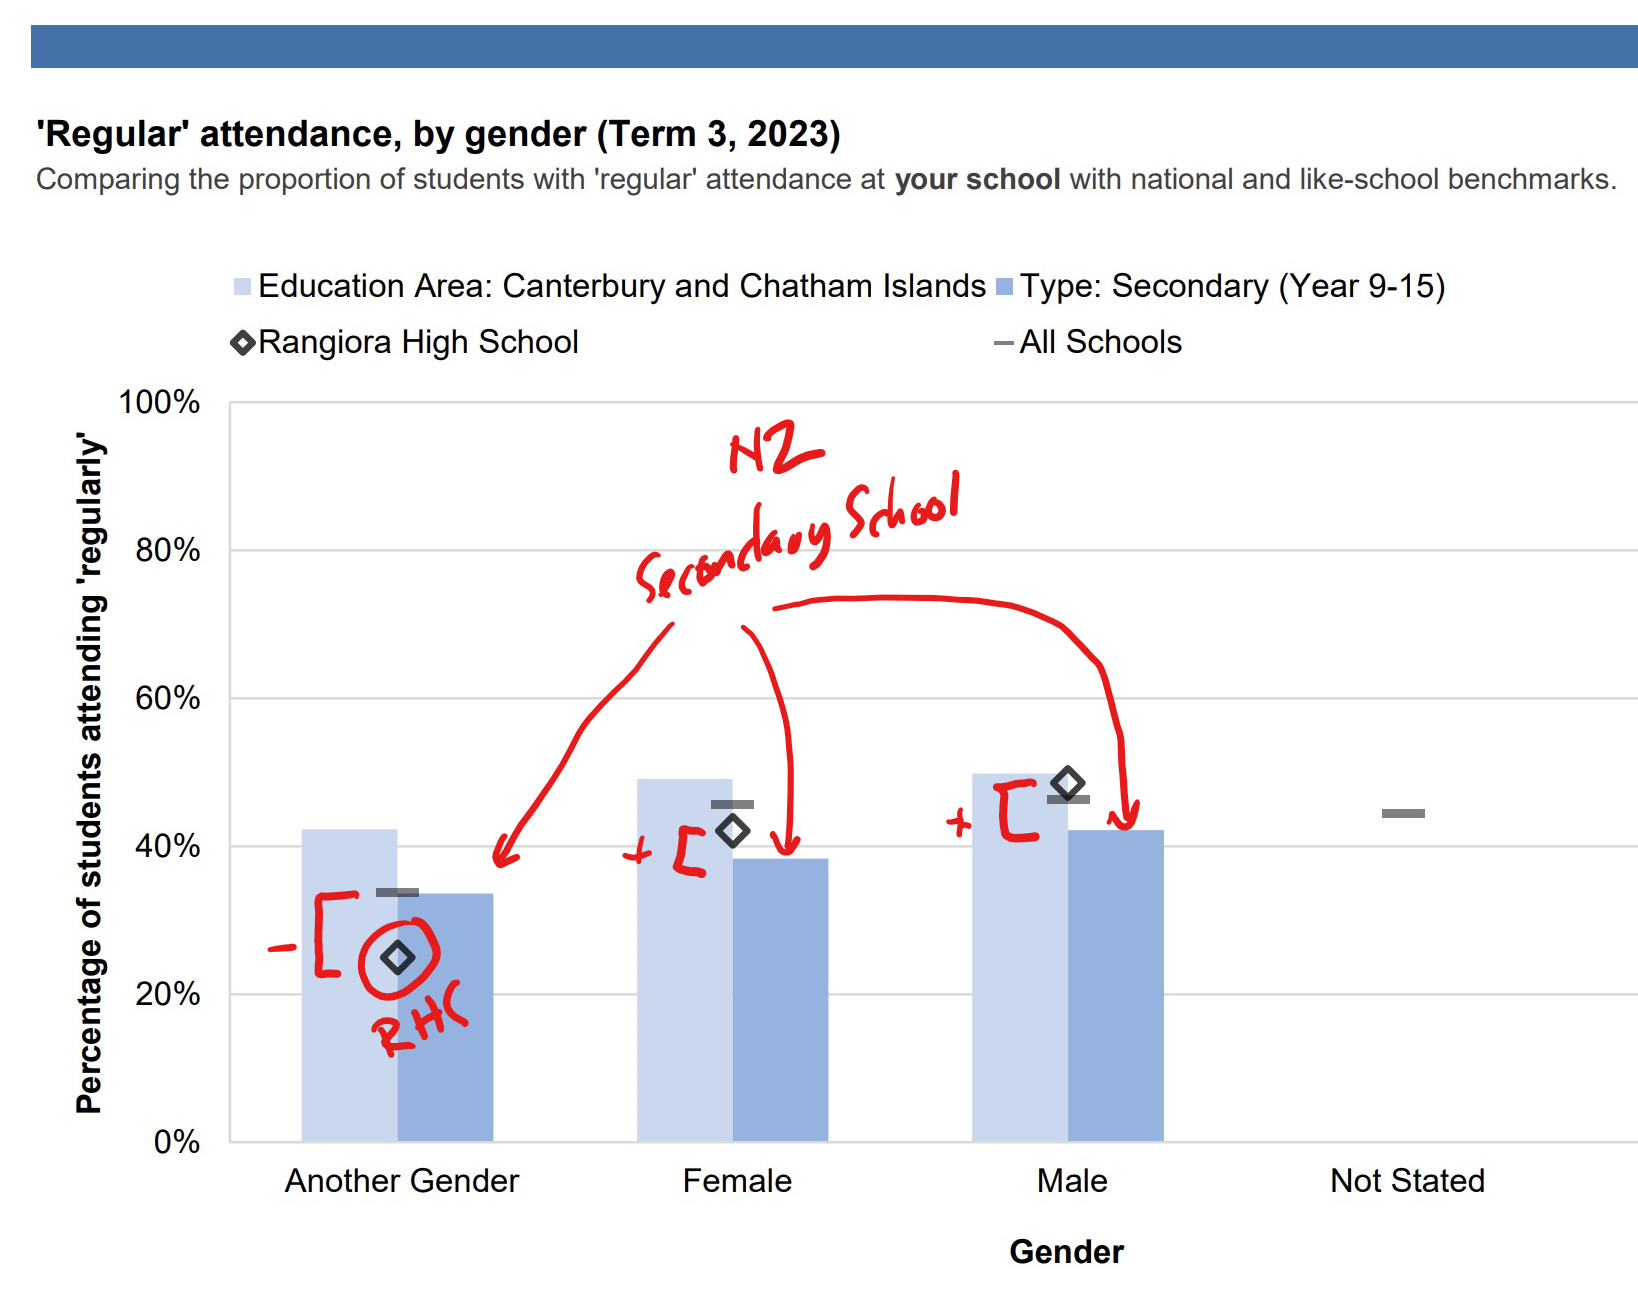 'Regular' attendance, by gender (Term 3, 2023)
Comparing the proportion of students with 'regular' attendance at your school with national and like-school benchmarks.
Education Area: Canterbury and Chatham Islands Type: Secondary (Year 9-15)
Rangiora High School All Schools
Percentage of students attending 'regularly'
100%
80%
60%
40%
20%
0%
NZ
Secondary School
+
+
-
RHS
Another Gender Female Male Not Stated
Gender